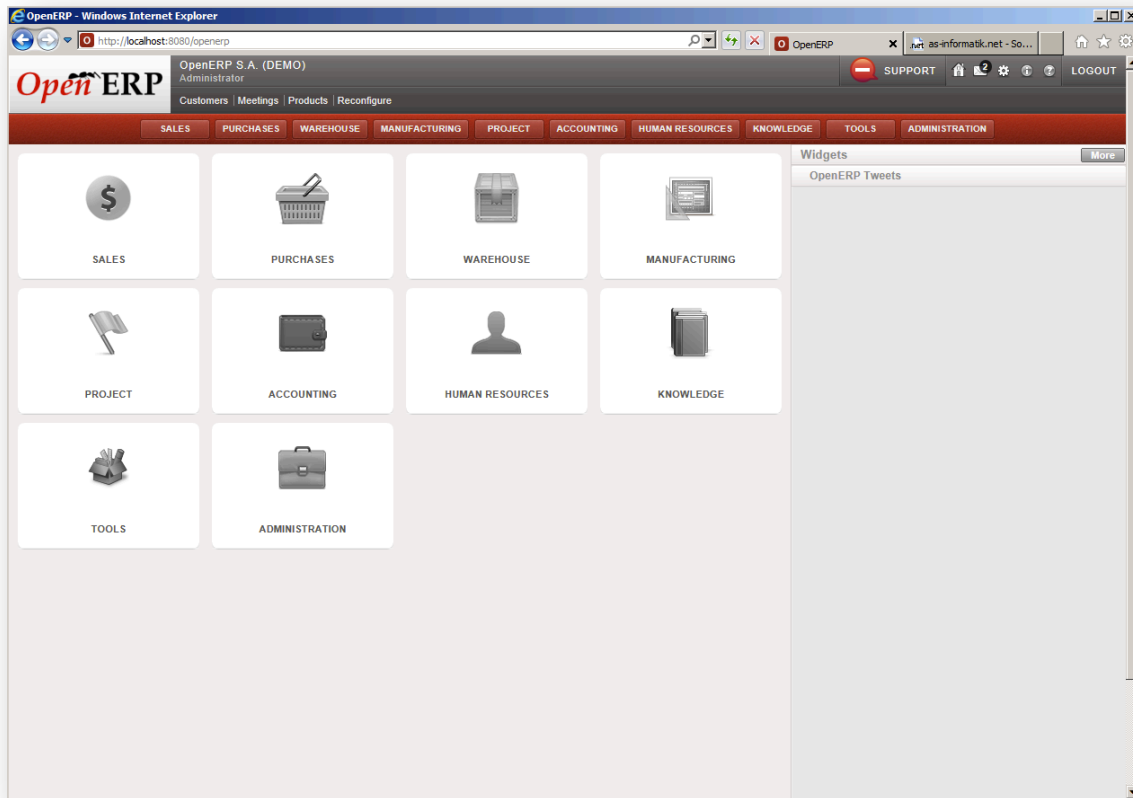 OpenERP - Windows Internet Explorer
http://localhost:8080/openerp
OpenERP
as-informatik.net - So...
Open ERP
OpenERP S.A. (DEMO)
Administrator
Customers | Meetings | Products | Reconfigure
SUPPORT
2
LOGOUT
SALES PURCHASES WAREHOUSE MANUFACTURING PROJECT ACCOUNTING HUMAN RESOURCES KNOWLEDGE TOOLS ADMINISTRATION
Widgets
More
OpenERP Tweets
$
SALES PURCHASES WAREHOUSE MANUFACTURING
PROJECT ACCOUNTING HUMAN RESOURCES KNOWLEDGE
TOOLS ADMINISTRATION